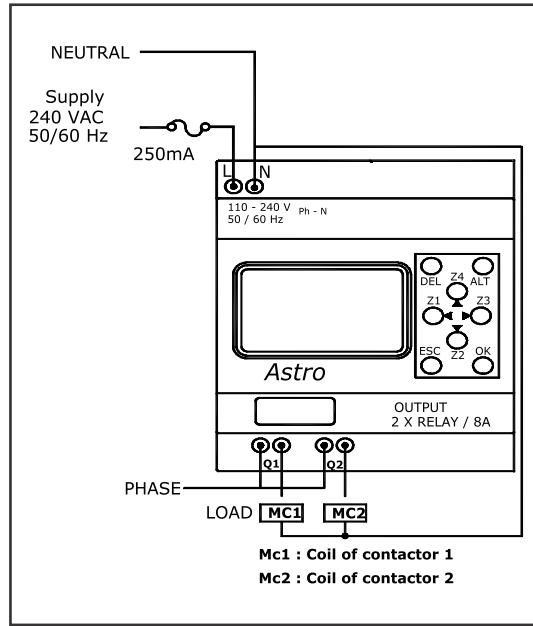 NEUTRAL
Supply
240 VAC
50/60 Hz
250mA
L N
110 - 240 V Ph - N
50 / 60 Hz
DEL Z4 ALT
Z1 Z3
ESC Z2 OK
Astro
OUTPUT
2 X RELAY / 8A
Q1 Q2
PHASE
LOAD MC1 MC2
Mc1 : Coil of contactor 1
Mc2 : Coil of contactor 2